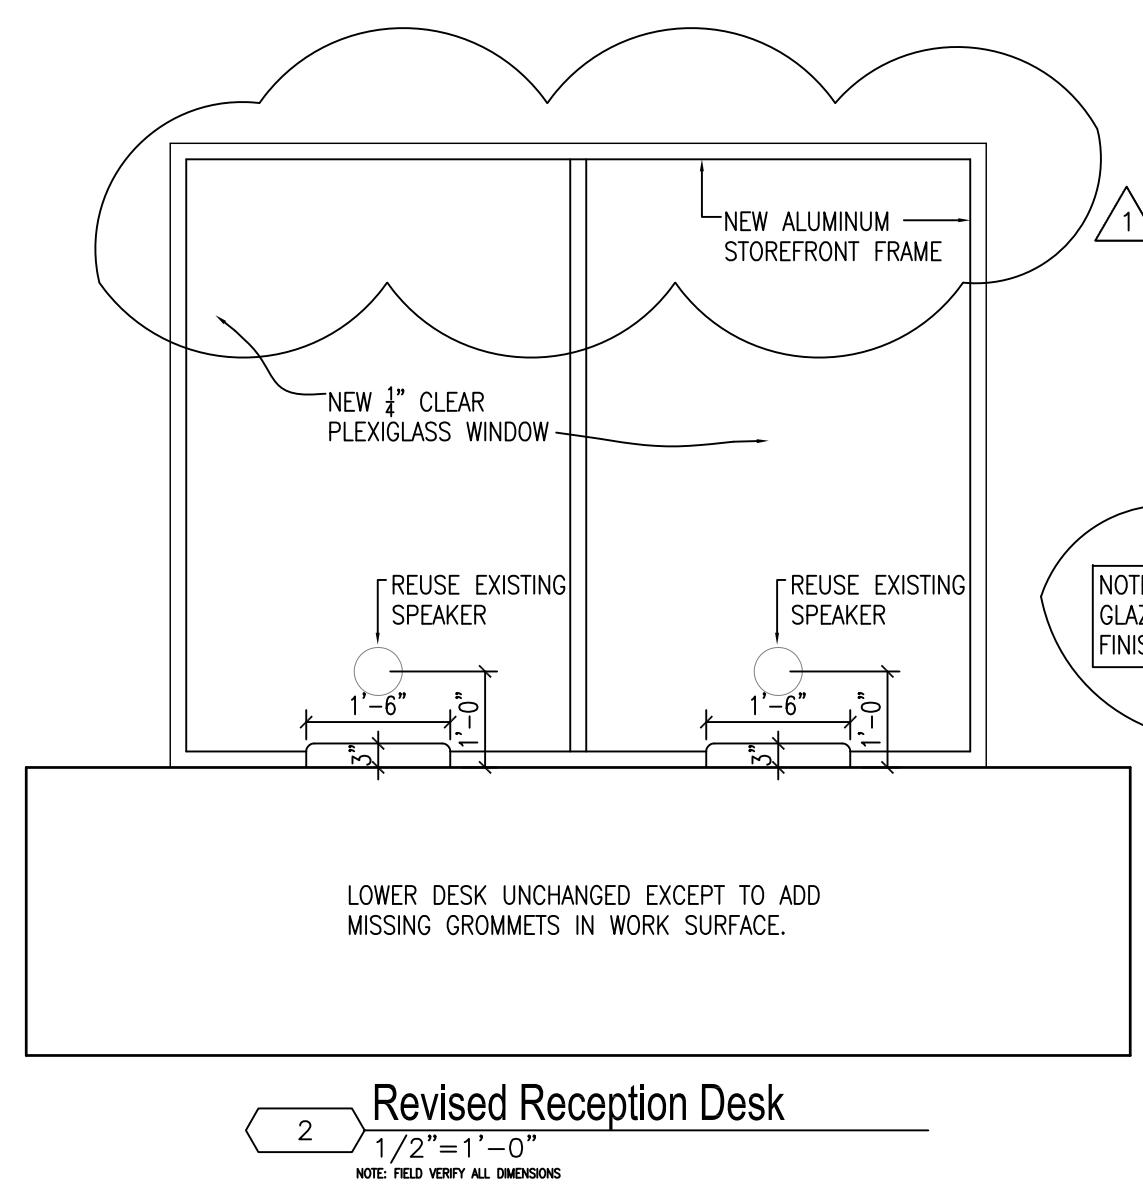 1
NEW ALUMINUM
STOREFRONT FRAME
NEW 1/4" CLEAR
PLEXIGLASS WINDOW
REUSE EXISTING
SPEAKER
REUSE EXISTING
SPEAKER
1'-6"
1'-0"
3"
1'-6"
1'-0"
3"
LOWER DESK UNCHANGED EXCEPT TO ADD
MISSING GROMMETS IN WORK SURFACE.
2
Revised Reception Desk
1/2"=1'-0"
NOTE: FIELD VERIFY ALL DIMENSIONS